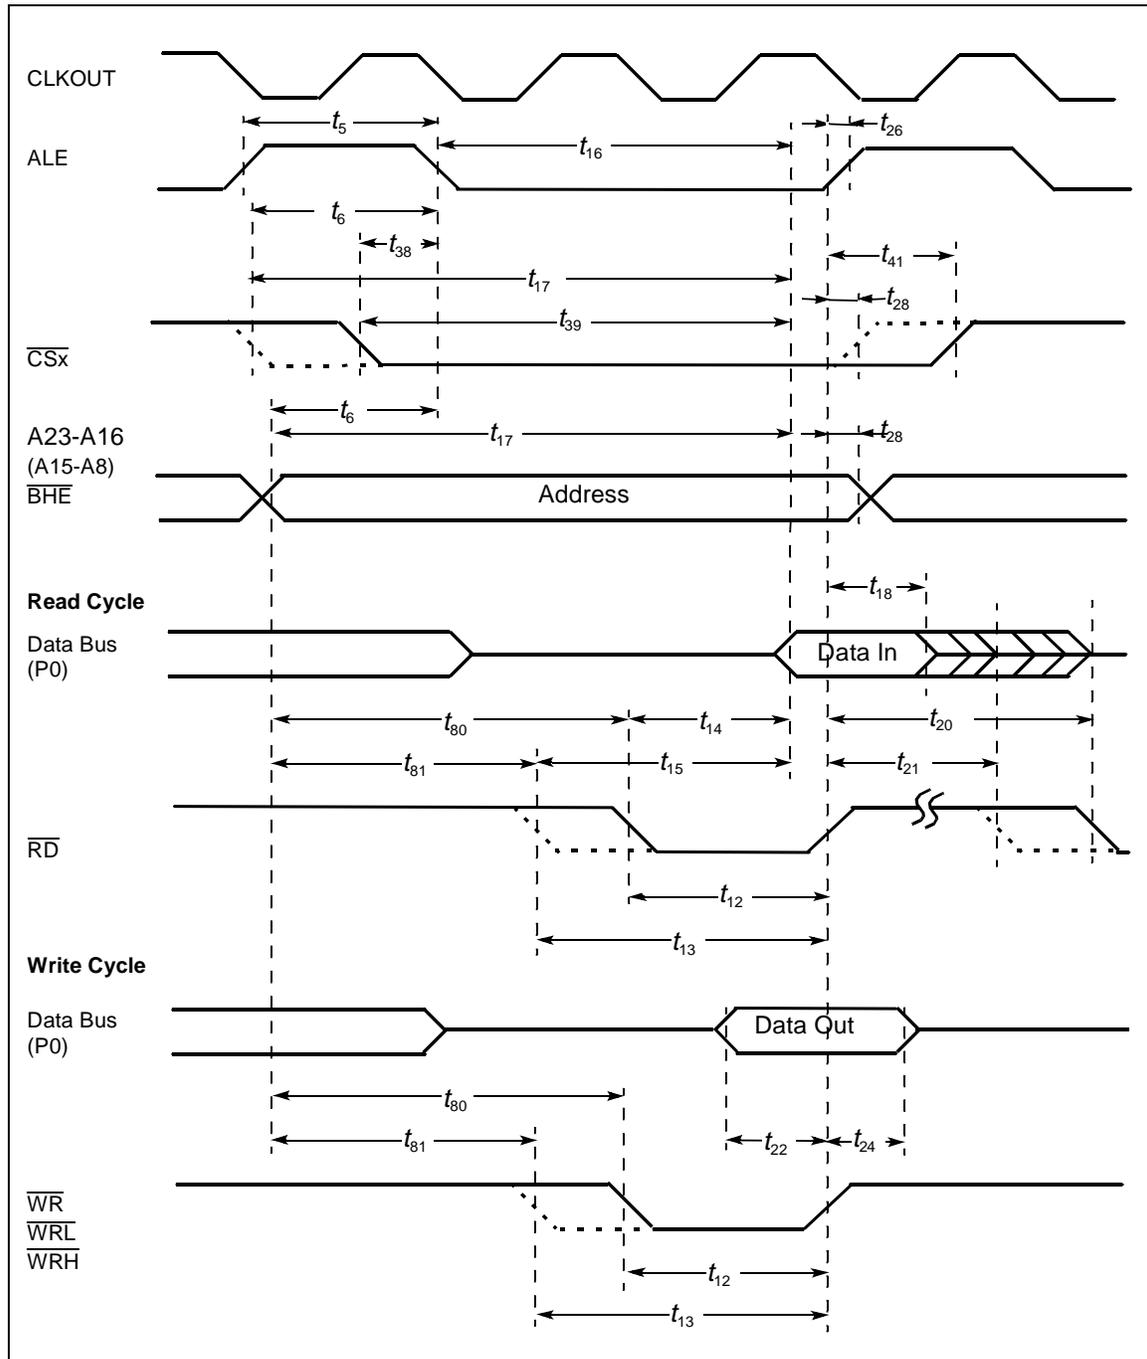 CLKOUT
t5
t26
ALE
t16
t6
t38
t41
t17
t28
t39
CSx
t6
A23-A16
t17
t28
(A15-A8)
BHE
Address
t18
Read Cycle
Data Bus
Data In
(P0)
t80
t14
t20
t81
t15
t21
RD
t12
t13
Write Cycle
Data Bus
Data Out
(P0)
t80
t81
t22
t24
WR
WRL
WRH
t12
t13